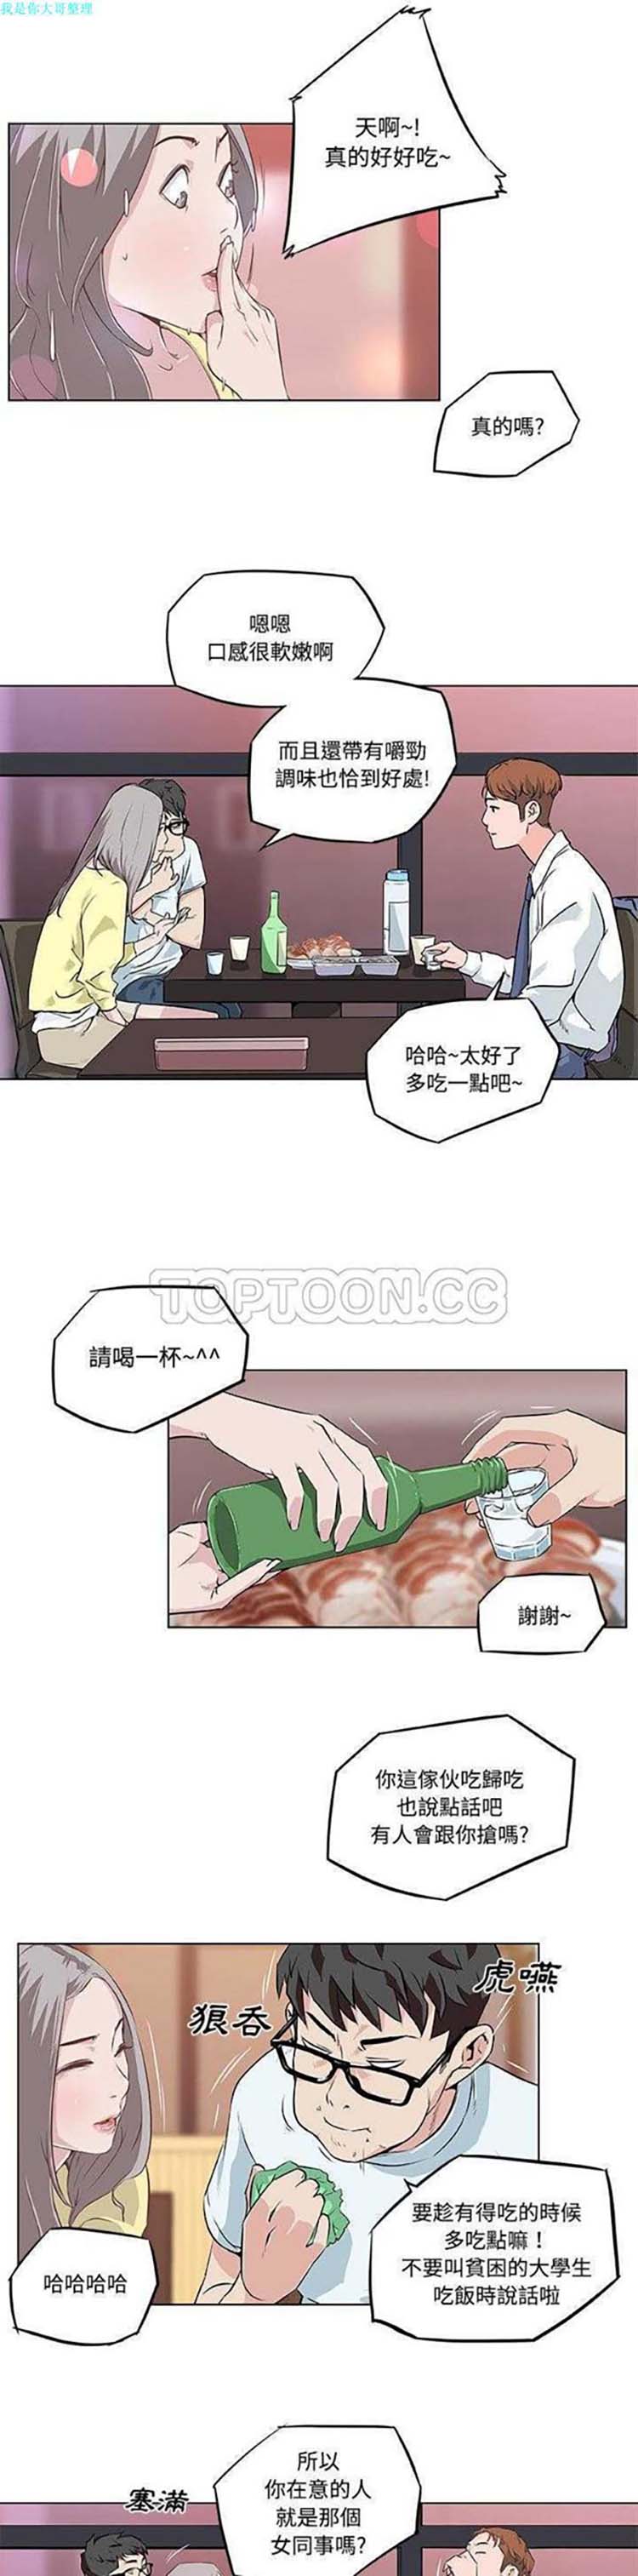 我是你大哥整理
天啊~!
真的好好吃~
真的嗎?
嗯嗯
口感很軟嫩啊
而且還帶有嚼勁
調味也恰到好處!
哈哈~太好了
多吃一點吧~
TOPTOON.CC
請喝一杯~^^
謝謝~
你這傢伙吃歸吃
也說點話吧
有人會跟你搶嗎?
狼吞
虎嚥
要趁有得吃的時候
多吃點嘛！
不要叫貧困的大學生
吃飯時說話啦
哈哈哈哈
所以
你在意的人
就是那個
女同事嗎?
塞滿